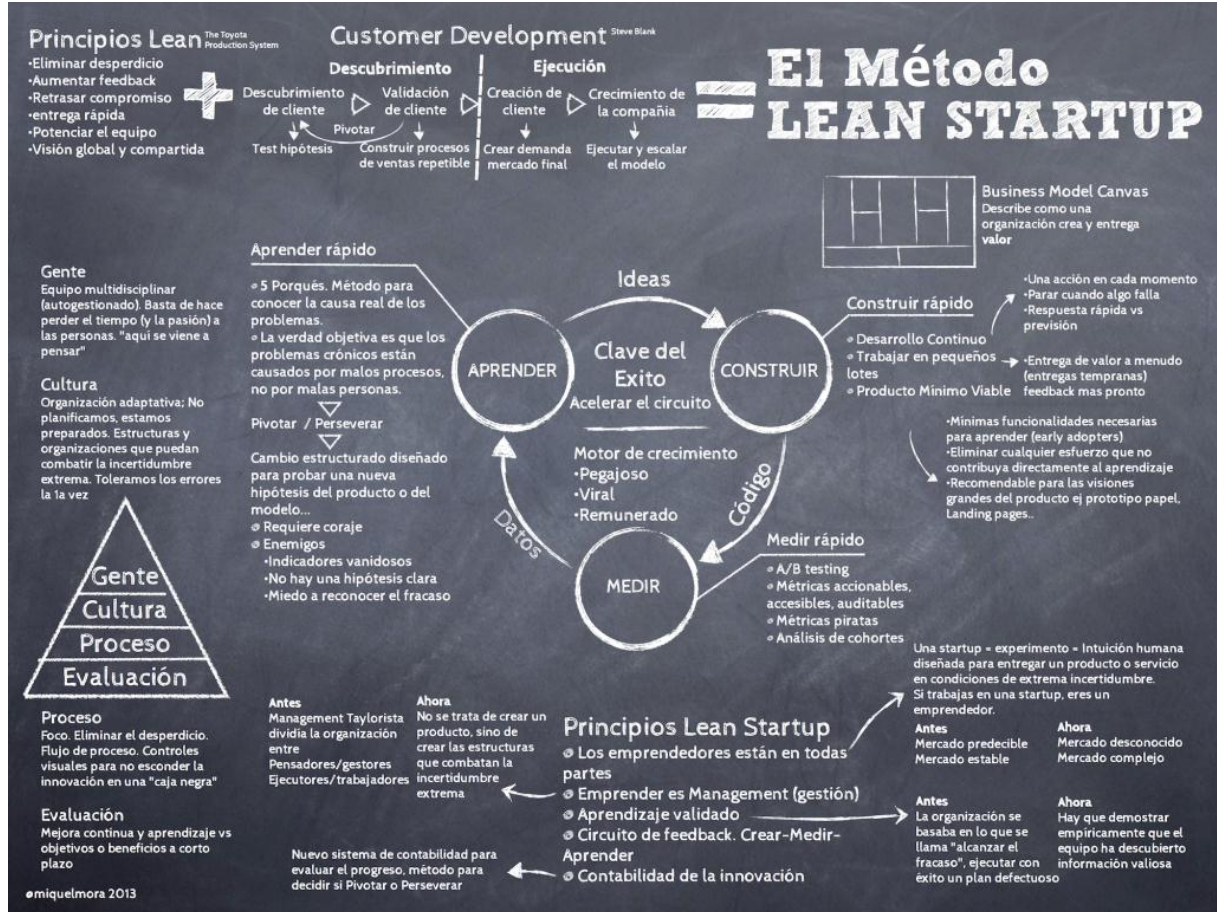 Principios Lean
The Toyota
Production System
•Eliminar desperdicio
•Aumentar feedback
•Retrasar compromiso
•entrega rápida
•Potenciar el equipo
•Visión global y compartida
+
Customer Development
Steve Blank
Descubrimiento
Ejecución
Descubrimiento
de cliente
Validación
de cliente
Creación de
cliente
Crecimiento de
la compañia
Pivotar
Test hipótesis
Construir procesos
de ventas repetible
Crear demanda
mercado final
Ejecutar y escalar
el modelo
=
El Método
LEAN STARTUP
Business Model Canvas
Describe como una
organización crea y entrega
valor
Gente
Equipo multidisciplinar
(autogestionado). Basta de hace
perder el tiempo (y la pasión) a
las personas. "aquí se viene a
pensar"
Cultura
Organización adaptativa; No
planificamos, estamos
preparados. Estructuras y
organizaciones que puedan
combatir la incertidumbre
extrema. Toleramos los errores
la 1a vez
Gente
Cultura
Proceso
Evaluación
Proceso
Foco. Eliminar el desperdicio.
Flujo de proceso. Controles
visuales para no esconder la
innovación en una "caja negra"
Evaluación
Mejora continua y aprendizaje vs
objetivos o beneficios a corto
plazo
@miquelmora 2013
Aprender rápido
5 Porqués. Método para
conocer la causa real de los
problemas.
La verdad objetiva es que los
problemas crónicos están
causados por malos procesos,
no por malas personas.
Pivotar / Perseverar
Cambio estructurado diseñado
para probar una nueva
hipótesis del producto o del
modelo...
Requiere coraje
Enemigos
•Indicadores vanidosos
•No hay una hipótesis clara
•Miedo a reconocer el fracaso
APRENDER
Ideas
CONSTRUIR
Código
MEDIR
Datos
Clave del
Exito
Acelerar el circuito
Motor de crecimiento
•Pegajoso
•Viral
•Remunerado
Construir rápido
Desarrollo Continuo
Trabajar en pequeños
lotes
Producto Mínimo Viable
•Una acción en cada momento
•Parar cuando algo falla
•Respuesta rápida vs
previsión
•Entrega de valor a menudo
(entregas tempranas)
feedback mas pronto
•Mínimas funcionalidades necesarias
para aprender (early adopters)
•Eliminar cualquier esfuerzo que no
contribuya directamente al aprendizaje
•Recomendable para las visiones
grandes del producto ej prototipo papel,
Landing pages..
Medir rápido
A/B testing
Métricas accionables,
accesibles, auditables
Métricas piratas
Análisis de cohortes
Antes
Management Taylorista
dividia la organización
entre
Pensadores/gestores
Ejecutores/trabajadores
Ahora
No se trata de crear un
producto, sino de
crear las estructuras
que combatan la
incertidumbre
extrema
Nuevo sistema de contabilidad para
evaluar el progreso, método para
decidir si Pivotar o Perseverar
Principios Lean Startup
Los emprendedores están en todas
partes
Emprender es Management (gestión)
Aprendizaje validado
Circuito de feedback. Crear-Medir-
Aprender
Contabilidad de la innovación
Una startup = experimento = Intuición humana
diseñada para entregar un producto o servicio
en condiciones de extrema incertidumbre.
Si trabajas en una startup, eres un
emprendedor.
Antes
Mercado predecible
Mercado estable
Ahora
Mercado desconocido
Mercado complejo
Antes
La organización se
basaba en lo que se
llama "alcanzar el
fracaso", ejecutar con
éxito un plan defectuoso
Ahora
Hay que demostrar
empíricamente que el
equipo ha descubierto
información valiosa